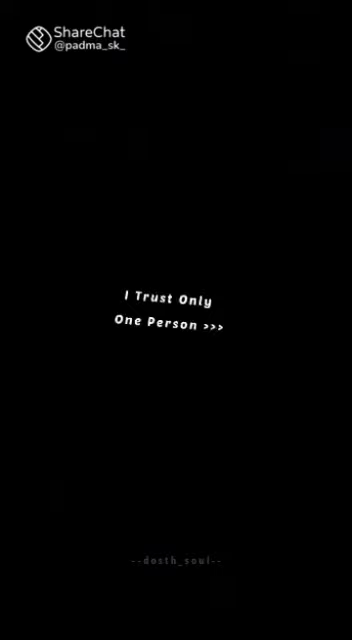 ShareChat
@padma_sk_
I Trust Only
One Person >>>
--dosth_soul--